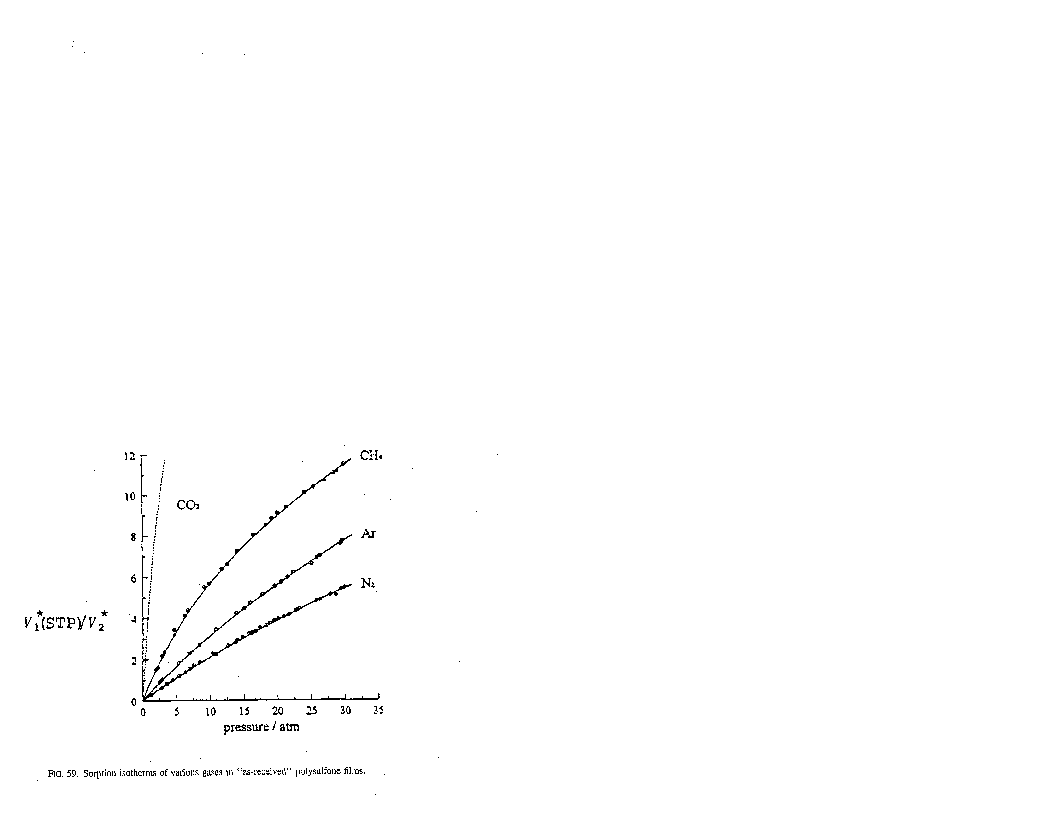 12
CH₄
10
CO₂
8
Ar
6
N₂
V₁*(STP)/V₂*
4
2
0
0 5 10 15 20 25 30 35
pressure / atm
FIG. 59. Sorption isotherms of various gases in "as-received" polysulfone films.